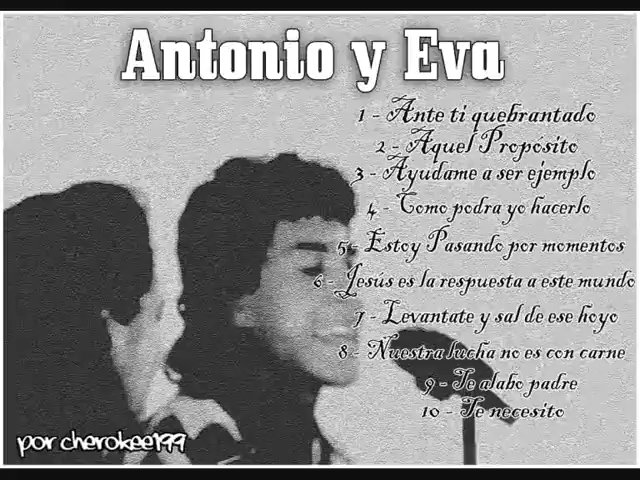 Antonio y Eva
1 - Ante ti quebrantado
2 - Aquel Propósito
3 - Ayudame a ser ejemplo
4 - Como podra yo hacerlo
5 - Estoy Pasando por momentos
6 - Jesús es la respuesta a este mundo
7 - Levantate y sal de ese hoyo
8 - Nuestra lucha no es con carne
9 - Te alabo padre
10 - Te necesito
por cherokee199